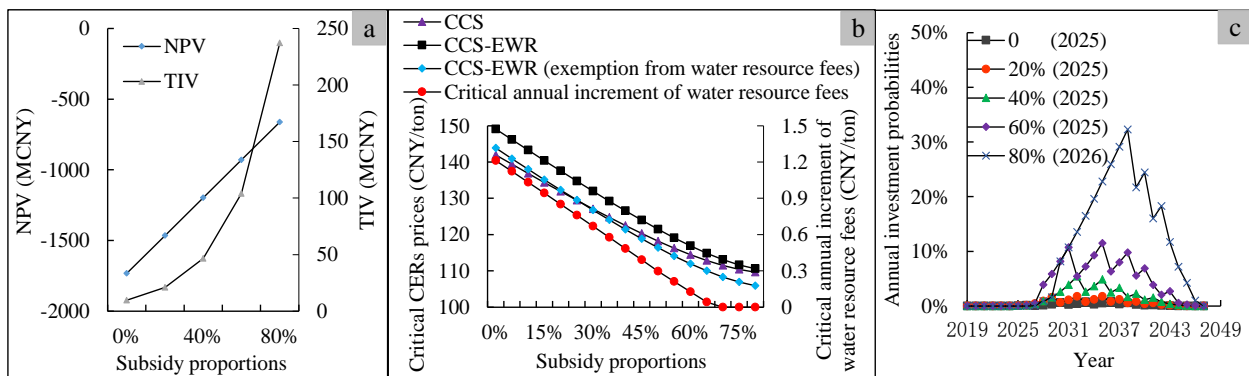 a
NPV
TIV
0
-500
-1000
-1500
-2000
NPV (MCNY)
250
200
150
100
50
0
TIV (MCNY)
0%
40%
80%
Subsidy proportions
b
CCS
CCS-EWR
CCS-EWR (exemption from water resource fees)
Critical annual increment of water resource fees
150
140
130
120
110
100
Critical CERs prices (CNY/ton)
1.5
1.2
0.9
0.6
0.3
0
Critical annual increment of
water resource fees (CNY/ton)
0%
15%
30%
45%
60%
75%
Subsidy proportions
c
0 (2025)
20% (2025)
40% (2025)
60% (2025)
80% (2026)
50%
40%
30%
20%
10%
0%
Annual investment probabilities
2019
2025
2031
2037
2043
2049
Year